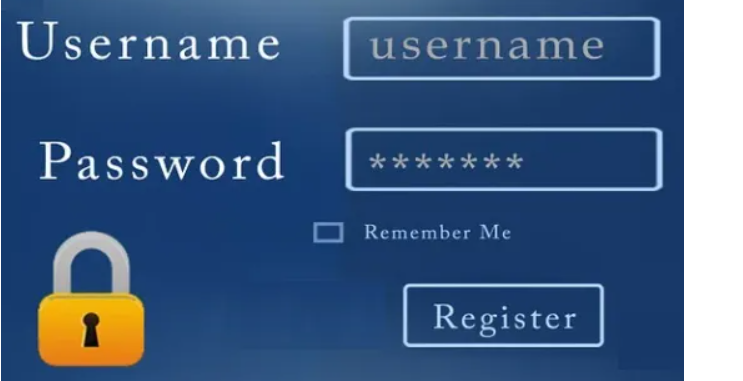 Username username
Password *******
Remember Me
Register